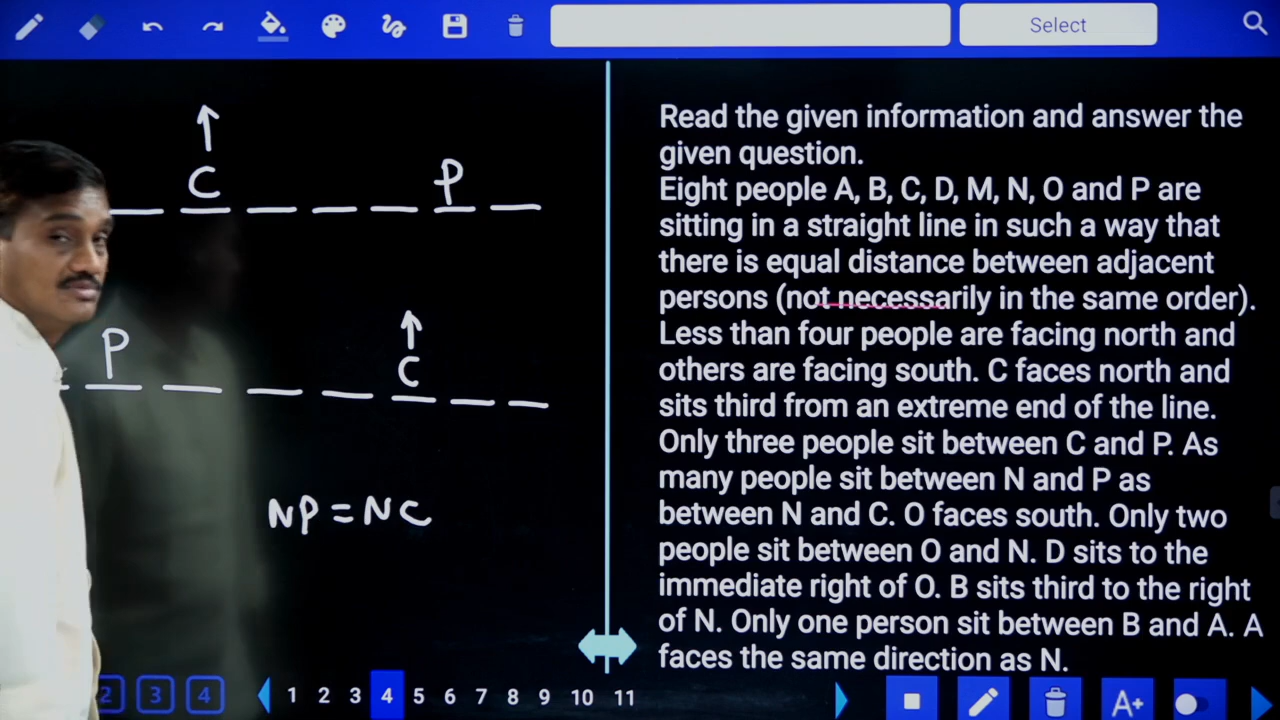 Select
C
P
P
C
NP = NC
Read the given information and answer the
given question.
Eight people A, B, C, D, M, N, O and P are
sitting in a straight line in such a way that
there is equal distance between adjacent
persons (not necessarily in the same order).
Less than four people are facing north and
others are facing south. C faces north and
sits third from an extreme end of the line.
Only three people sit between C and P. As
many people sit between N and P as
between N and C. O faces south. Only two
people sit between O and N. D sits to the
immediate right of O. B sits third to the right
of N. Only one person sit between B and A. A
faces the same direction as N.
2 3 4 1 2 3 4 5 6 7 8 9 10 11 A+